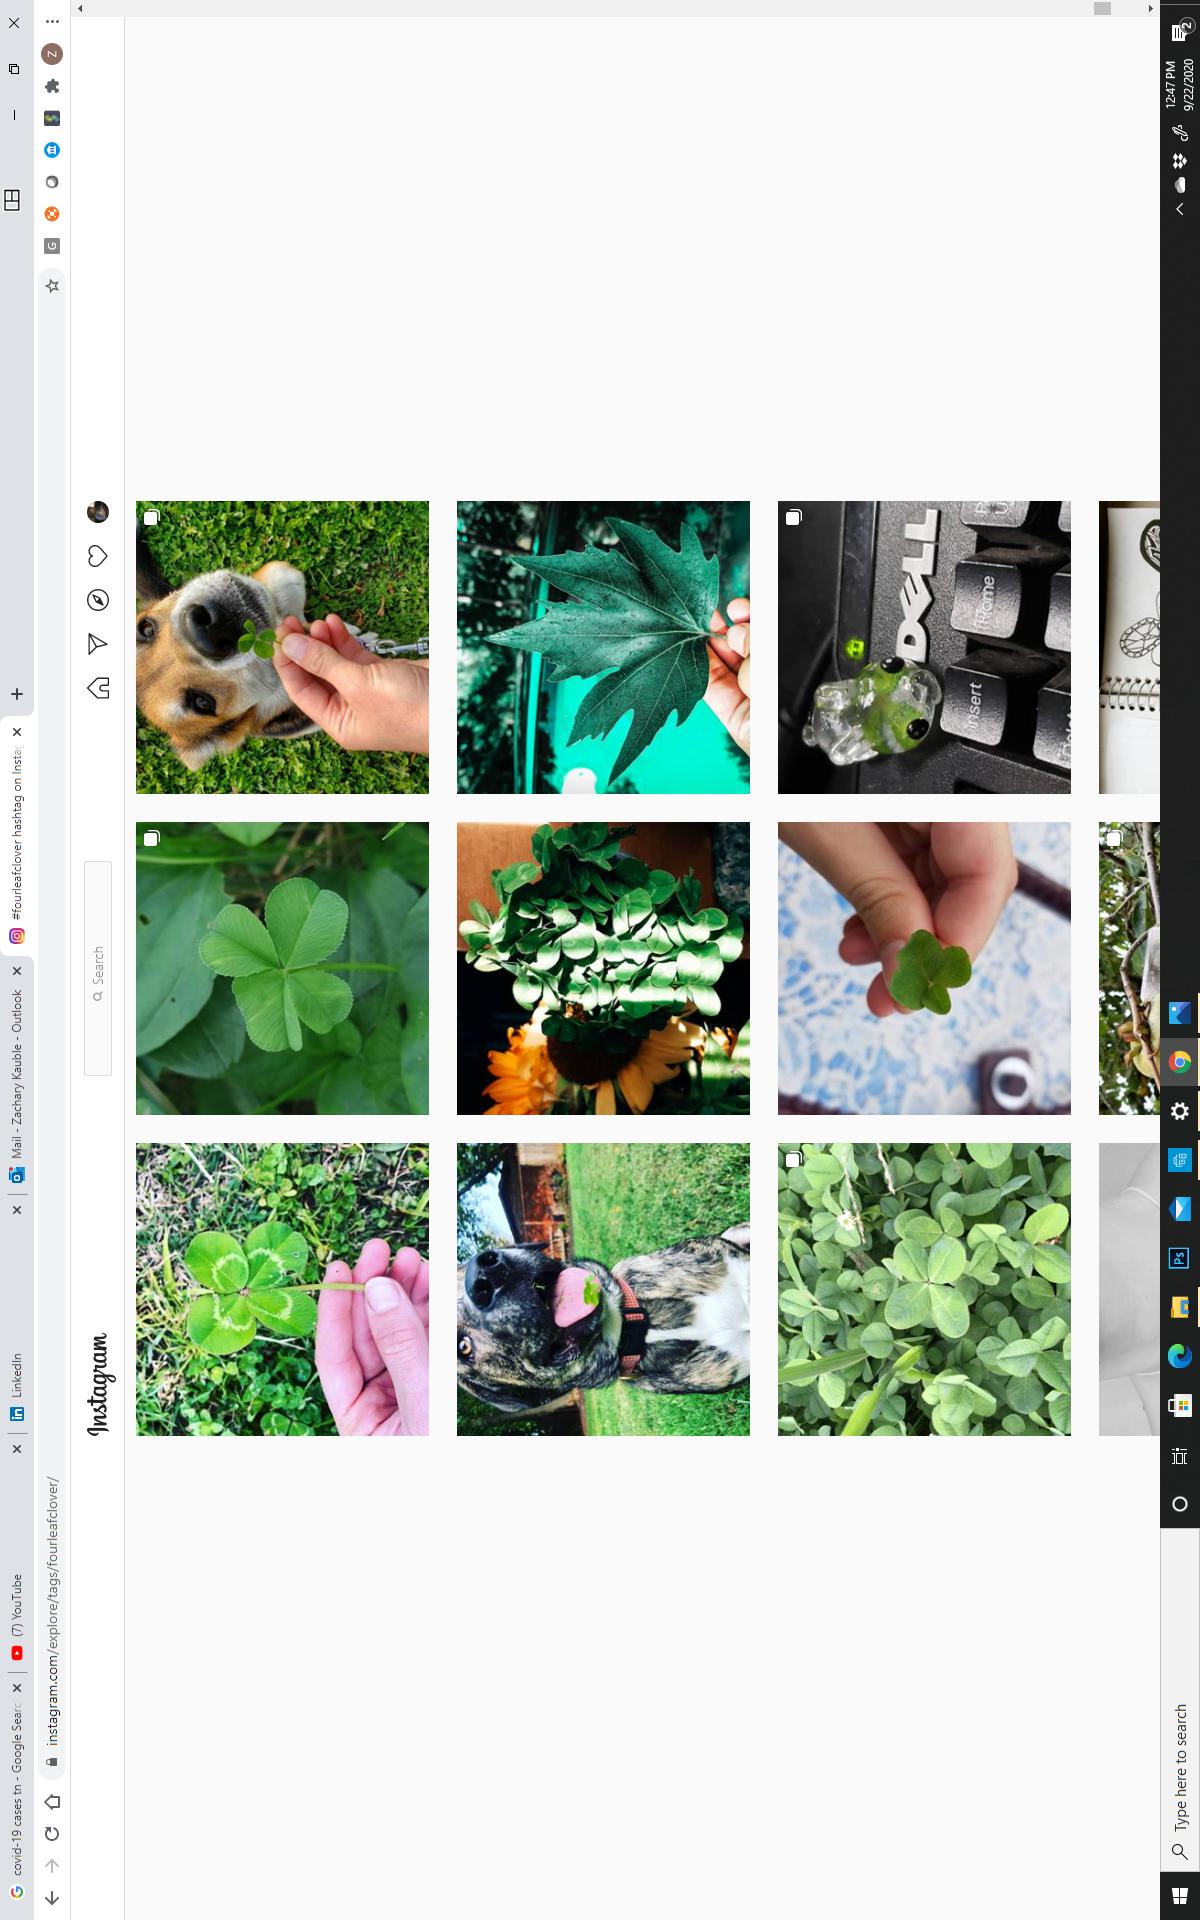 covid-19 cases tn - Google Searc
(7) YouTube
LinkedIn
Mail - Zachary Kauble - Outlook
#fourleafclover hashtag on Insta
instagram.com/explore/tags/fourleafclover/
G
Z
Instagram
Search
DELL
Insert
Home
Type here to search
Ps
12:47 PM
9/22/2020
2